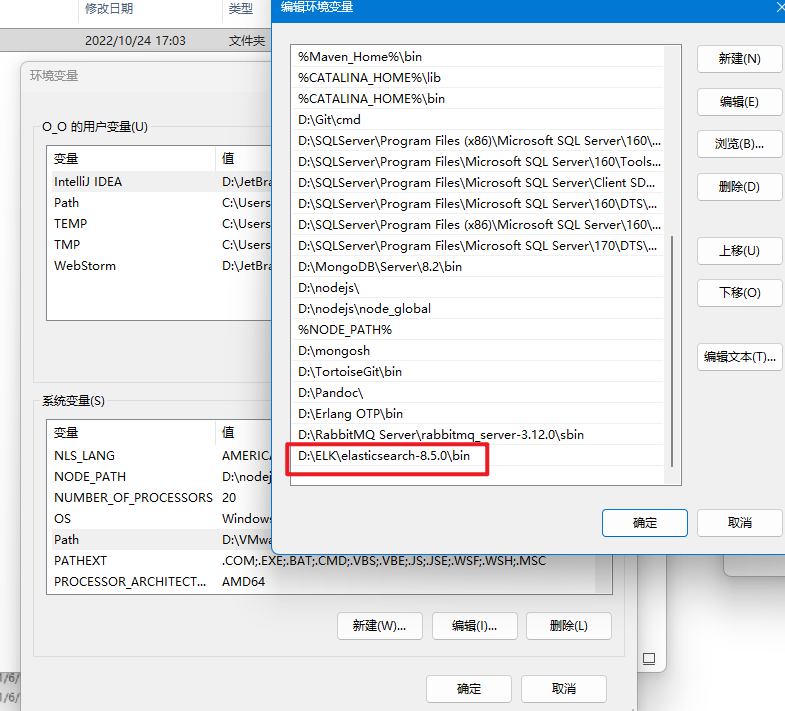 修改日期 类型
2022/10/24 17:03 文件夹
环境变量
O_O 的用户变量(U)
变量 值
IntelliJ IDEA D:\JetBra
Path C:\Users
TEMP C:\Users
TMP C:\Users
WebStorm D:\JetBra
系统变量(S)
变量 值
NLS_LANG AMERICA
NODE_PATH D:\nodej
NUMBER_OF_PROCESSORS 20
OS Windows
Path D:\VMwa
PATHEXT .COM;.EXE;.BAT;.CMD;.VBS;.VBE;.JS;.JSE;.WSF;.WSH;.MSC
PROCESSOR_ARCHITECT... AMD64
新建(W)... 编辑(I)... 删除(L)
确定 取消
编辑环境变量
%Maven_Home%\bin
%CATALINA_HOME%\lib
%CATALINA_HOME%\bin
D:\Git\cmd
D:\SQLServer\Program Files (x86)\Microsoft SQL Server\160\...
D:\SQLServer\Program Files\Microsoft SQL Server\160\Tools...
D:\SQLServer\Program Files\Microsoft SQL Server\Client SD...
D:\SQLServer\Program Files\Microsoft SQL Server\160\DTS\...
D:\SQLServer\Program Files (x86)\Microsoft SQL Server\160\...
D:\SQLServer\Program Files\Microsoft SQL Server\170\DTS\...
D:\MongoDB\Server\8.2\bin
D:\nodejs\
D:\nodejs\node_global
%NODE_PATH%
D:\mongosh
D:\TortoiseGit\bin
D:\Pandoc\
D:\Erlang OTP\bin
D:\RabbitMQ Server\rabbitmq_server-3.12.0\sbin
D:\ELK\elasticsearch-8.5.0\bin
新建(N)
编辑(E)
浏览(B)...
删除(D)
上移(U)
下移(O)
编辑文本(T)...
确定 取消
1/6/
1/6/